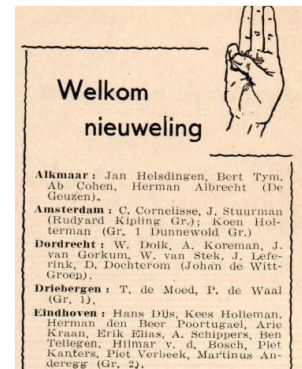 Welkom
nieuweling
Alkmaar : Jan Helsdingen, Bert Tym,
Ab Cohen, Herman Albrecht (De
Geuzen).
Amsterdam : C. Cornelisse, J. Stuurman
(Rudyard Kipling Gr.); Koen Hol-
terman (Gr. 1 Dunnewold Gr.)
Dordrecht : W. Dolk, A. Koreman, J.
van Gorkum, W. van Stek, J. Lefe-
rink, D. Dochterom (Johan de Witt-
Groep).
Driebergen : T. de Moed, P. de Waal
(Gr. 1),
Eindhoven : Hans Dijs, Kees Holleman,
Herman den Beer Poortugael, Arie
Kraan, Erik Elias, A. Schippers, Ben
Tellegen, Hilmar v. d. Bosch, Piet
Kanters, Piet Verbeek, Martinus An-
deregg (Gr. 2).